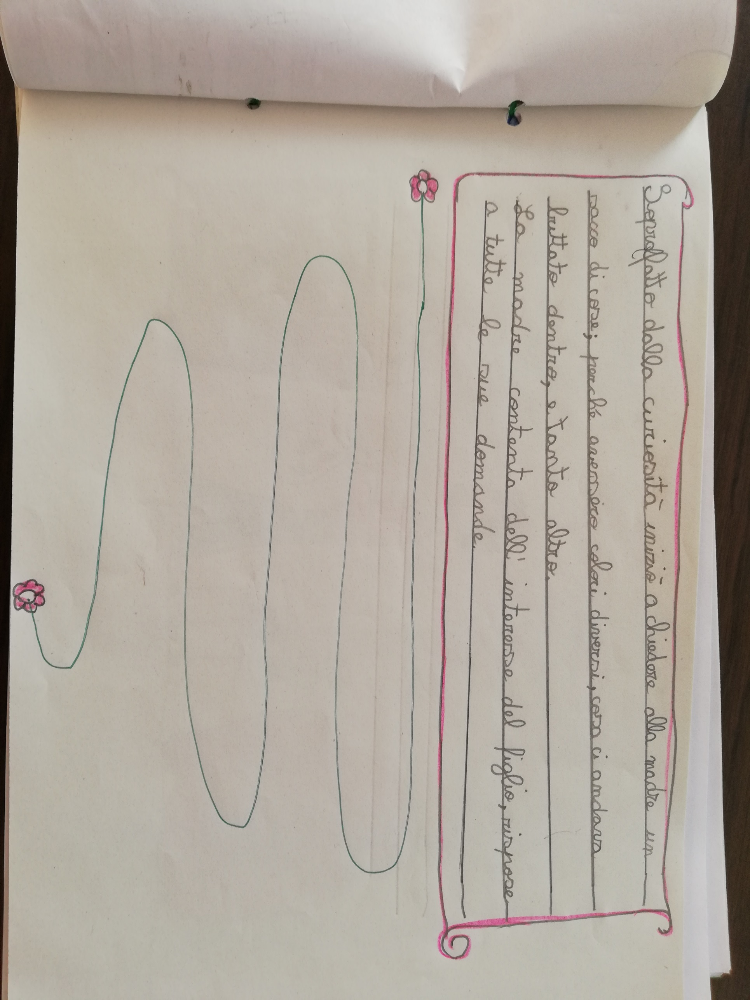 Sopraffatto dalla curiosità iniziò a chiedere alla madre un
sacco di cose; perché avessero colori diversi, cosa ci andava
buttato dentro, e tanto altro.
La madre contenta dell' interesse del figlio, rispose
a tutte le sue domande.